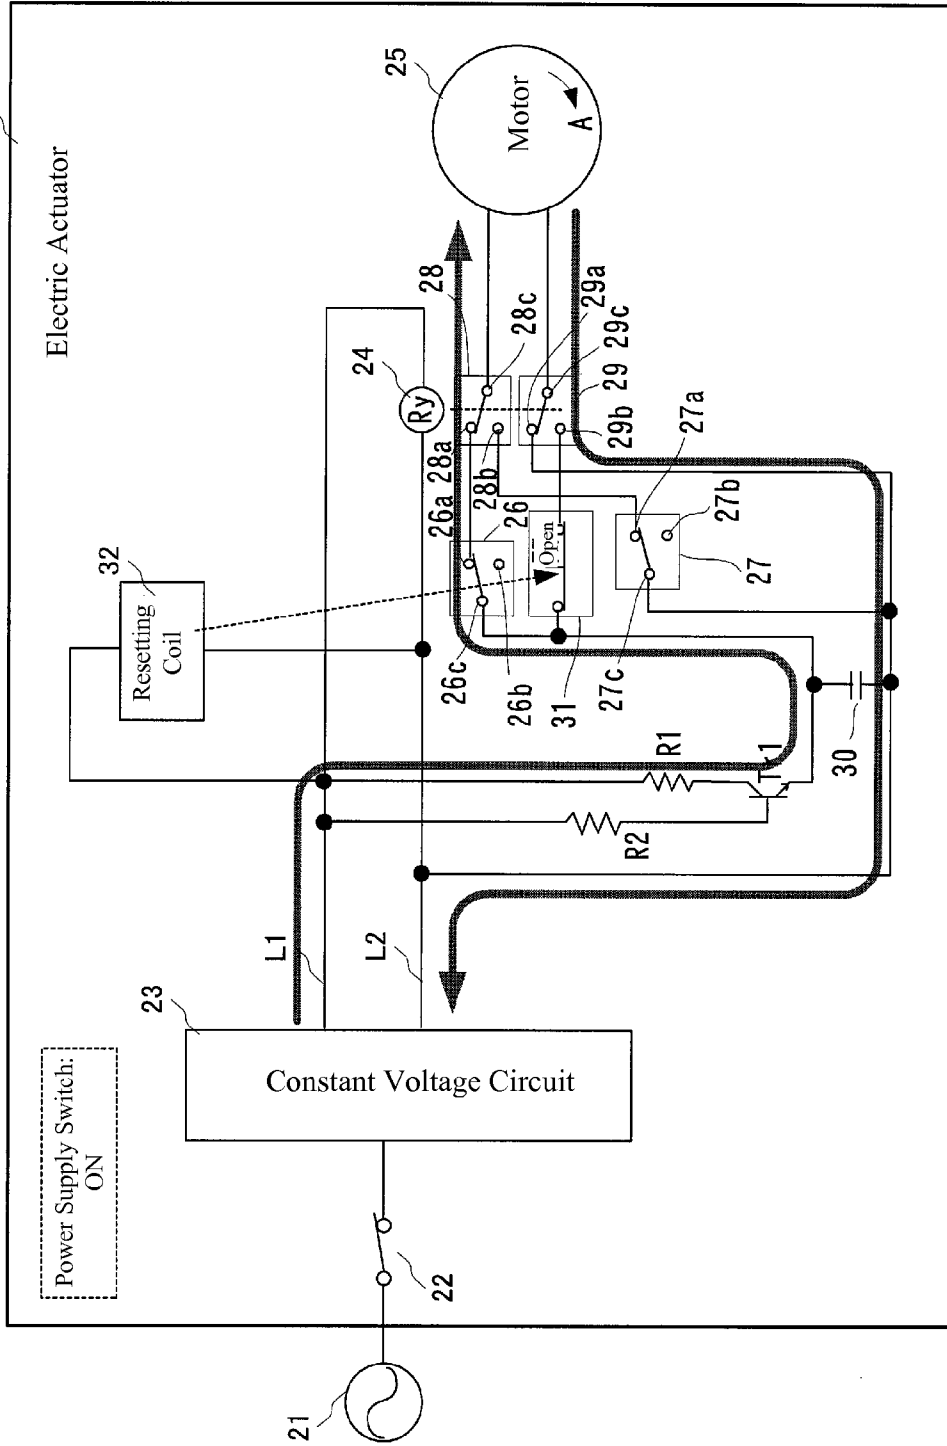 Electric Actuator
Power Supply Switch:
ON
21
22
23
Constant Voltage Circuit
L1
L2
32
Resetting
Coil
24
Ry
25
Motor
A
28
28a
28b
28c
29a
29c
29
29b
26a
26
26c
26b
Open
31
27a
27b
27
27c
R1
R2
Tr1
30